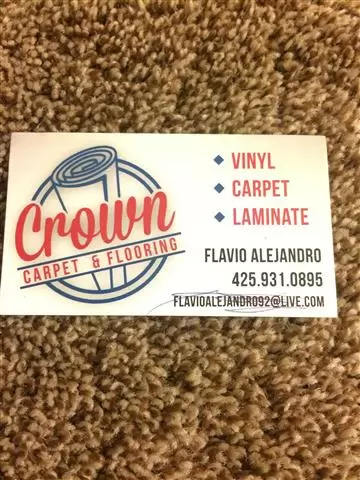 Crown
CARPET & FLOORING
VINYL
CARPET
LAMINATE
FLAVIO ALEJANDRO
425.931.0895
FLAVIOALEJANDRO92@LIVE.COM